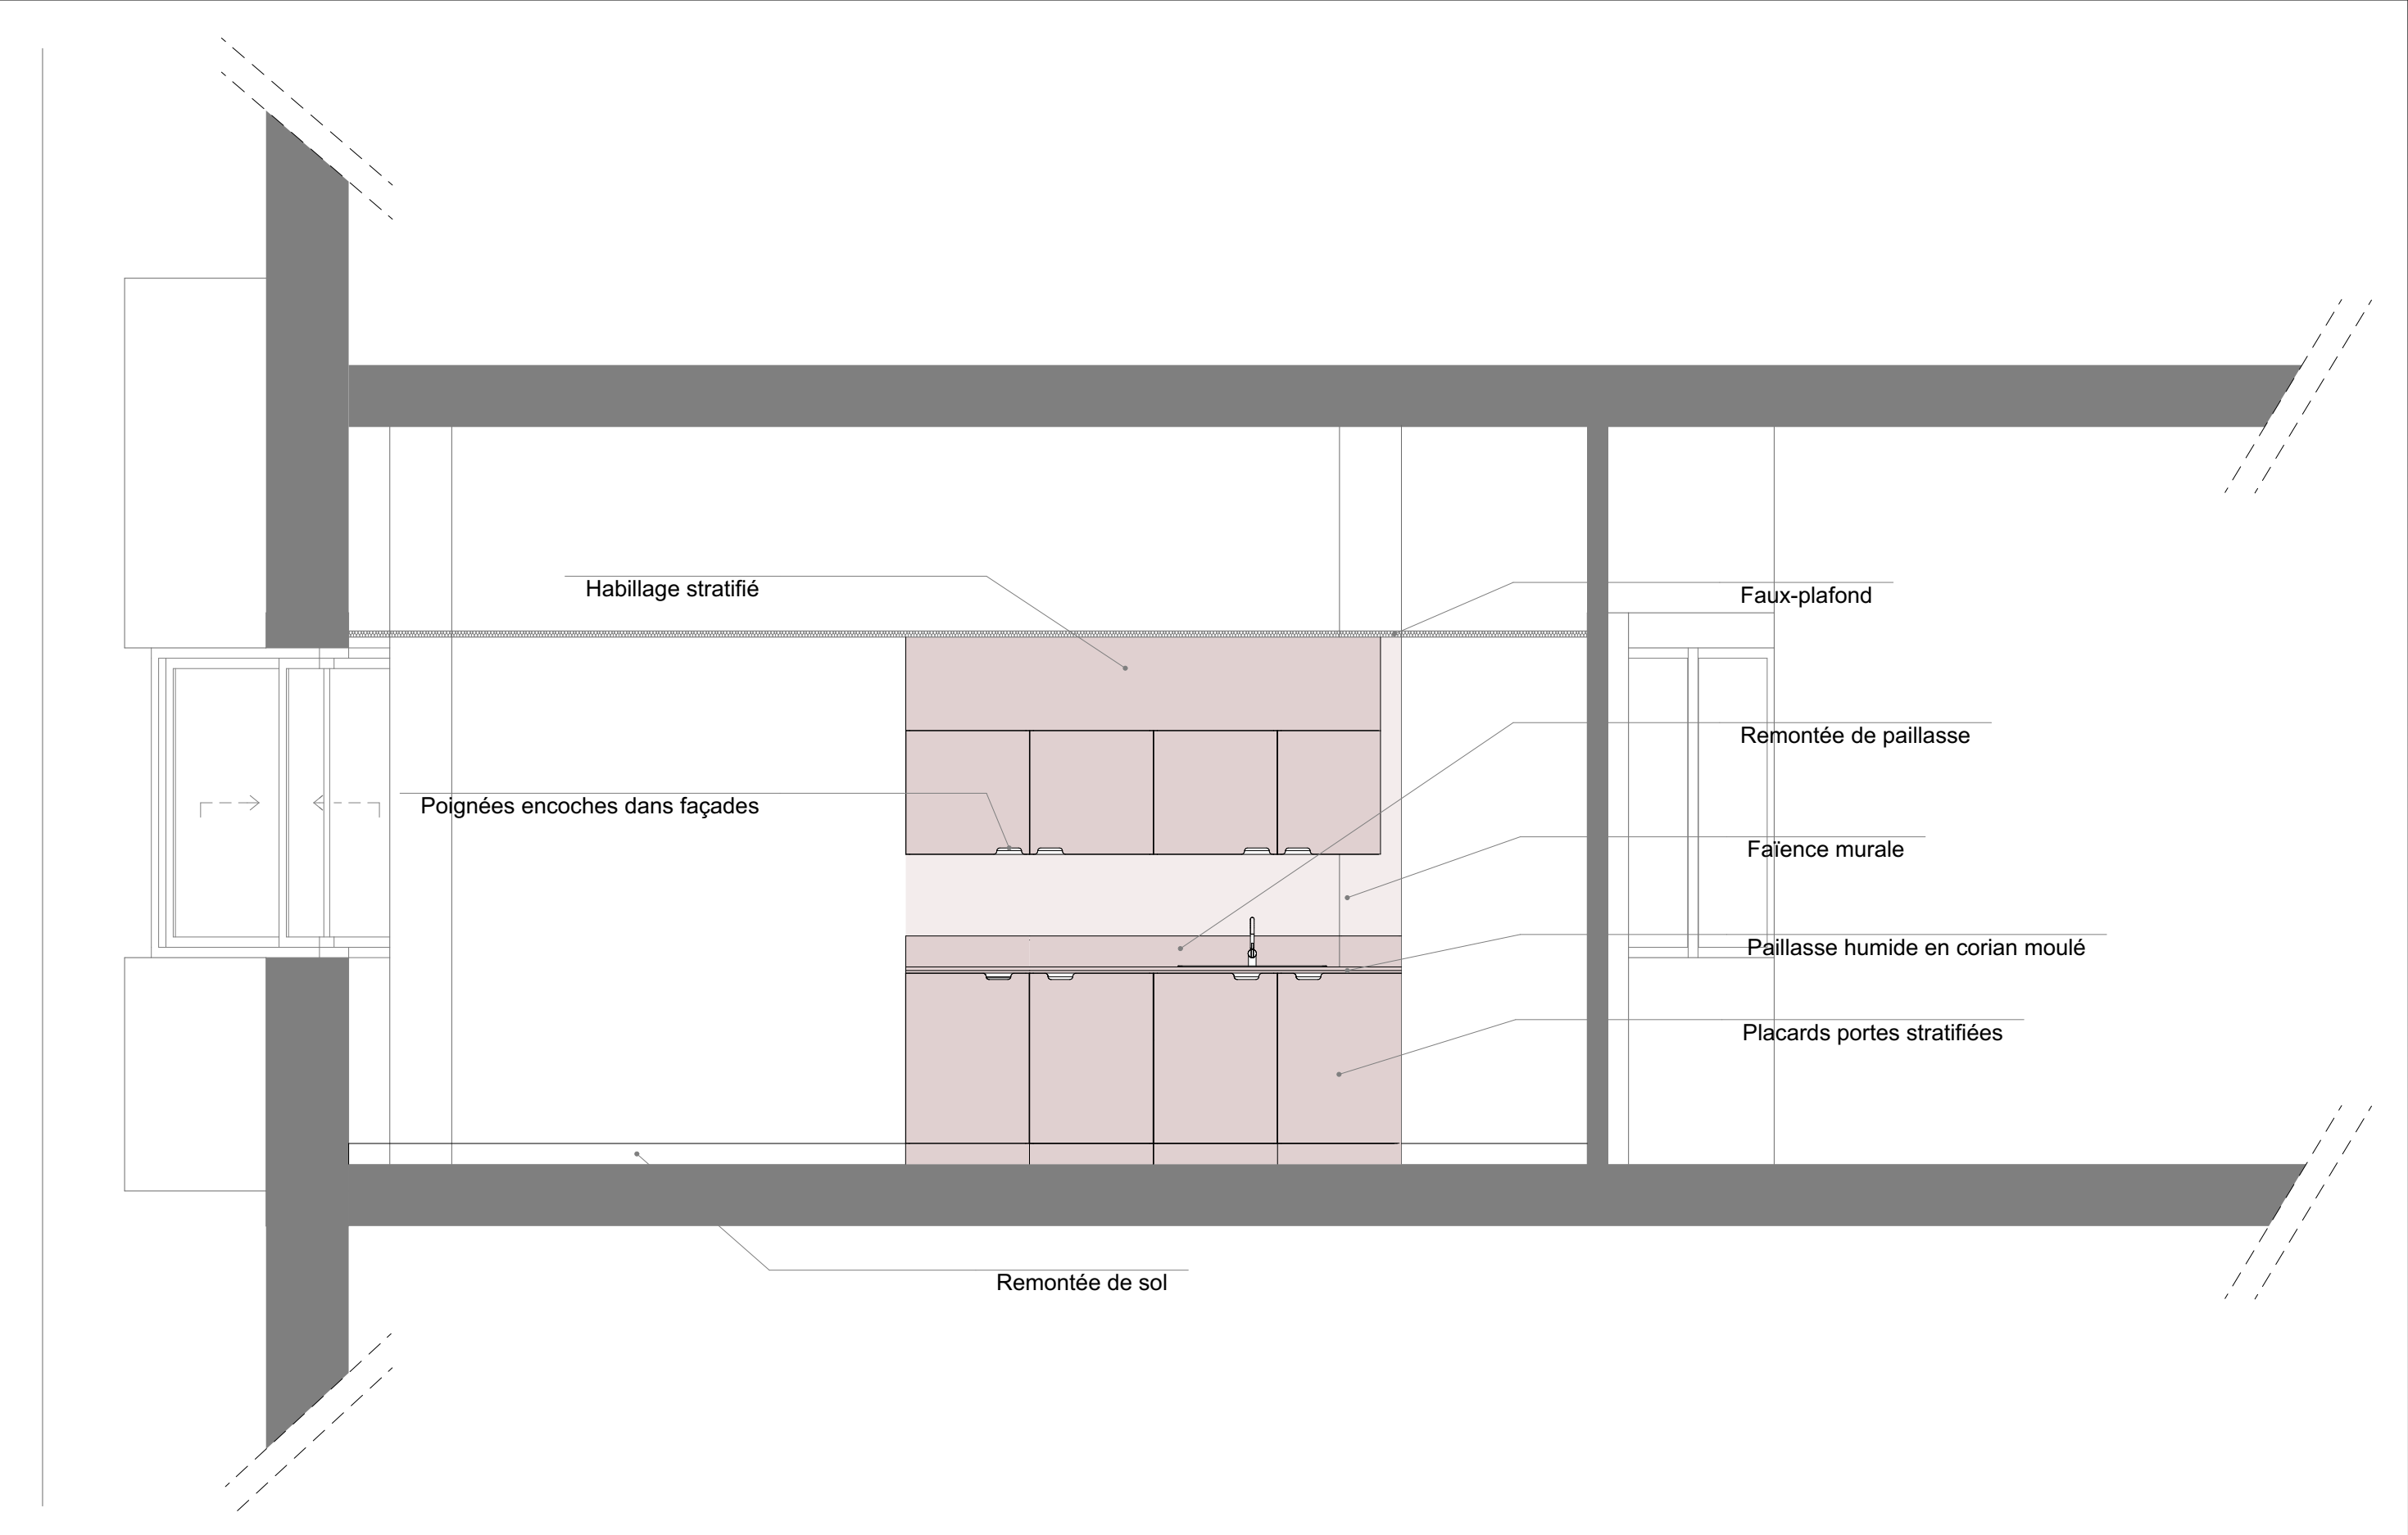 Habillage stratifié
Faux-plafond
Remontée de paillasse
Poignées encoches dans façades
Faïence murale
Paillasse humide en corian moulé
Placards portes stratifiées
Remontée de sol